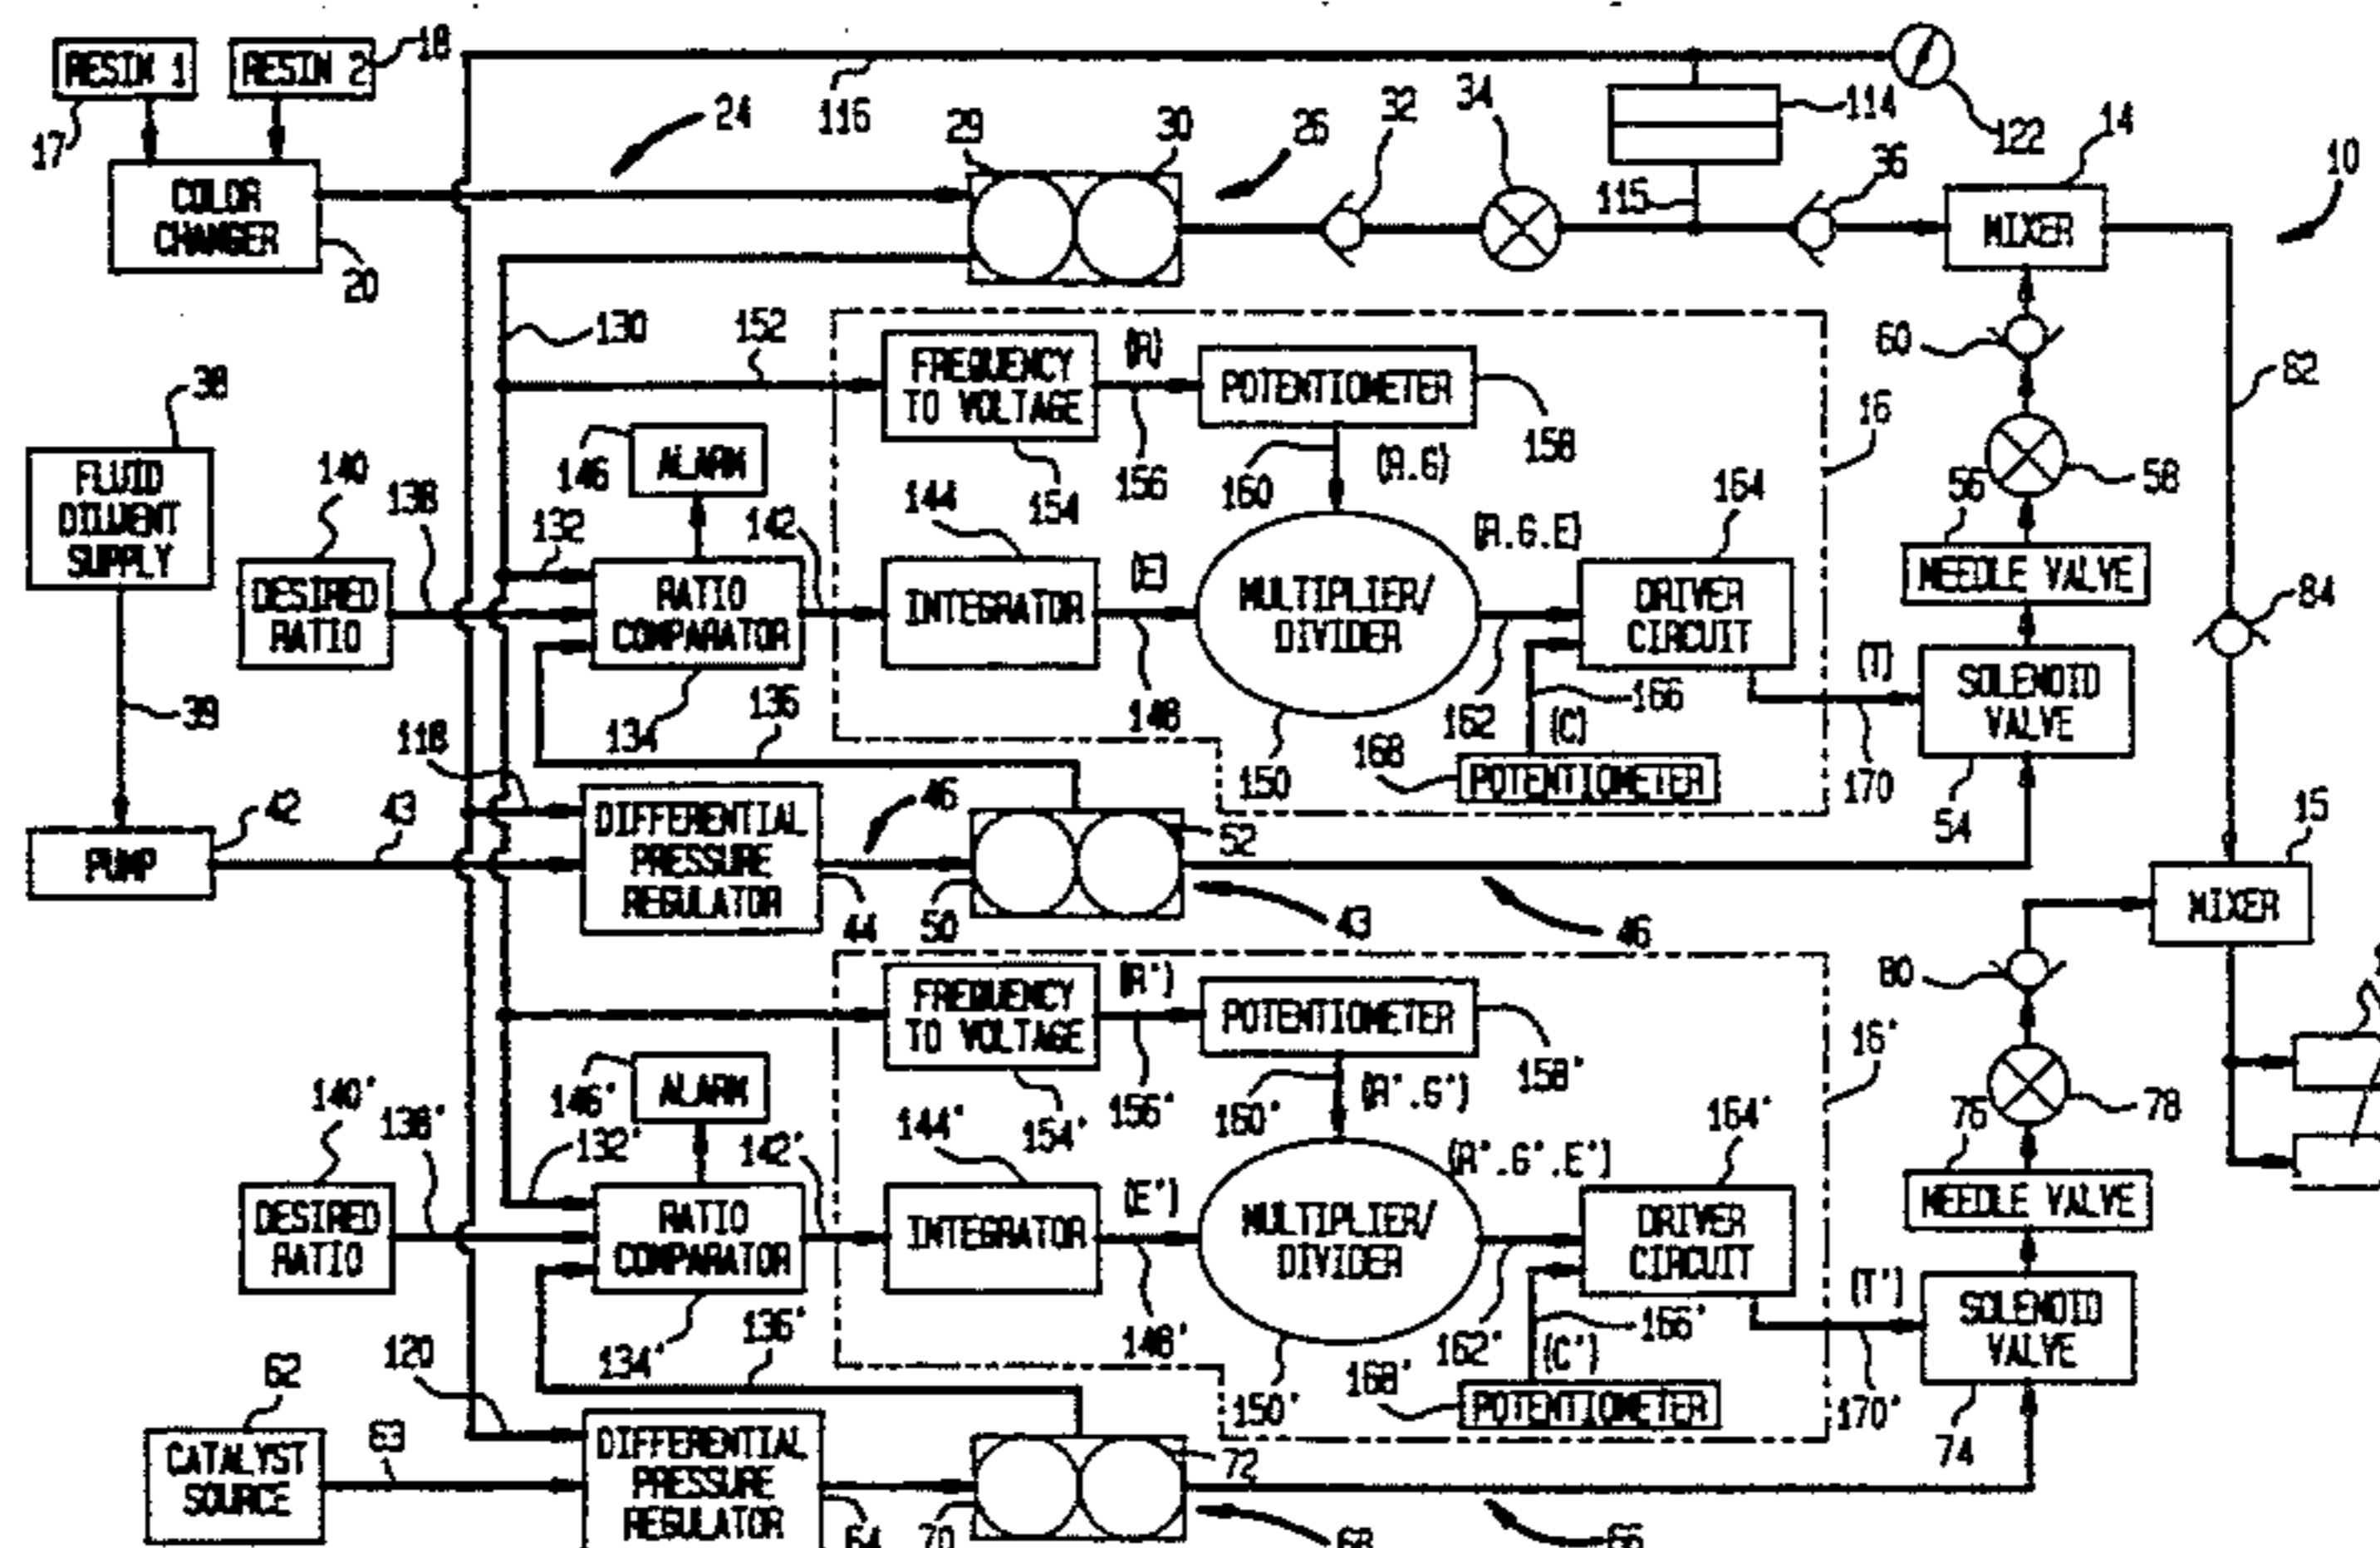 RESIN 1
RESIN 2
18
17
COLOR
CHANGER
20
24
116
29
30
26
32
34
114
115
122
36
14
MIXER
10
130
152
FREQUENCY
TO VOLTAGE
154
(R)
156
POTENTIOMETER
158
160
(R.G)
16
60
58
56
NEEDLE VALVE
82
84
38
FLUID
DILUENT
SUPPLY
39
140
138
DESIRED
RATIO
146
ALARM
132
142
RATIO
COMPARATOR
134
136
144
INTEGRATOR
(E)
148
MULTIPLIER/
DIVIDER
150
(R.G.E)
162
164
DRIVER
CIRCUIT
166
(C)
168
POTENTIOMETER
(T)
170
SOLENOID
VALVE
54
118
42
PUMP
43
DIFFERENTIAL
PRESSURE
REGULATOR
44
46
50
52
43
46
15
MIXER
FREQUENCY
TO VOLTAGE
154'
(R')
156'
POTENTIOMETER
158'
160'
(R'.G')
16'
80
78
76
NEEDLE VALVE
140'
138'
DESIRED
RATIO
146'
ALARM
132'
142'
RATIO
COMPARATOR
134'
136'
144'
INTEGRATOR
(E')
148'
MULTIPLIER/
DIVIDER
150'
(R'.G'.E')
162'
164'
DRIVER
CIRCUIT
166'
(C')
168'
POTENTIOMETER
(T')
170'
SOLENOID
VALVE
74
120
62
CATALYST
SOURCE
63
DIFFERENTIAL
PRESSURE
REGULATOR
64
70
72
68
66